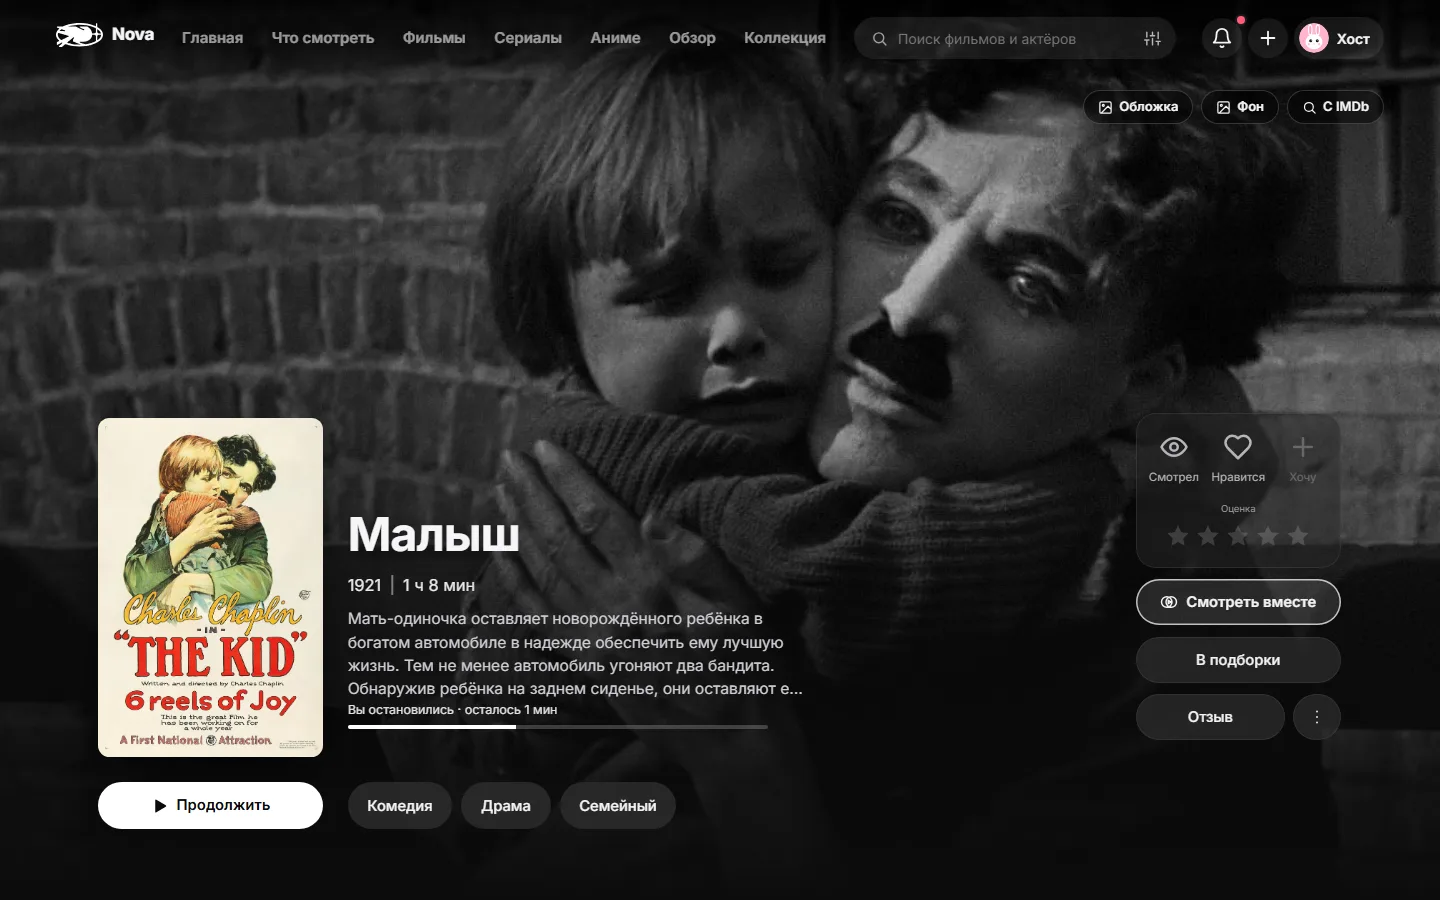 Nova
Главная
Что смотреть
Фильмы
Сериалы
Аниме
Обзор
Коллекция
Поиск фильмов и актёров
Хост
Обложка
Фон
С IMDb
Charles Chaplin
- IN -
"THE KID"
Written and directed by Charles Chaplin
6 reels of Joy
This is the great film he
has been working on for
a whole year
A First National Attraction
Малыш
1921 | 1 ч 8 мин
Мать-одиночка оставляет новорождённого ребёнка в
богатом автомобиле в надежде обеспечить ему лучшую
жизнь. Тем не менее автомобиль угоняют два бандита.
Обнаружив ребёнка на заднем сиденье, они оставляют е...
Вы остановились · осталось 1 мин
Смотрел
Нравится
Хочу
Оценка
Смотреть вместе
В подборки
Отзыв
Продолжить
Комедия
Драма
Семейный